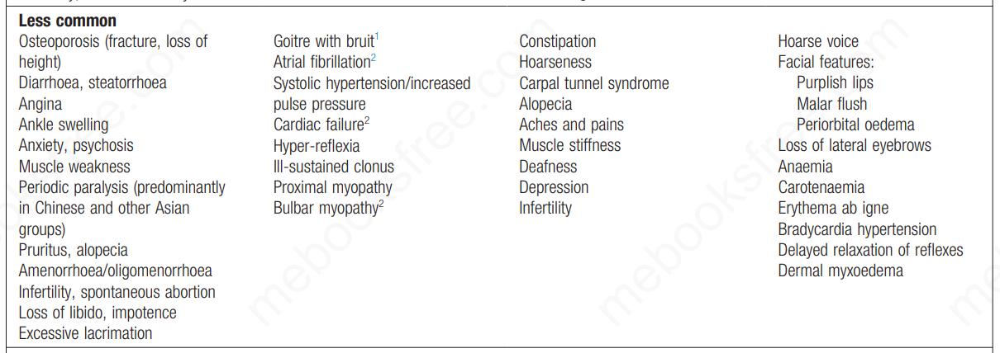 Less common
Osteoporosis (fracture, loss of
height)
Diarrhoea, steatorrhoea
Angina
Ankle swelling
Anxiety, psychosis
Muscle weakness
Periodic paralysis (predominantly
in Chinese and other Asian
groups)
Pruritus, alopecia
Amenorrhoea/oligomenorrhoea
Infertility, spontaneous abortion
Loss of libido, impotence
Excessive lacrimation
Goitre with bruit1
Atrial fibrillation2
Systolic hypertension/increased
pulse pressure
Cardiac failure2
Hyper-reflexia
Ill-sustained clonus
Proximal myopathy
Bulbar myopathy2
Constipation
Hoarseness
Carpal tunnel syndrome
Alopecia
Aches and pains
Muscle stiffness
Deafness
Depression
Infertility
Hoarse voice
Facial features:
Purplish lips
Malar flush
Periorbital oedema
Loss of lateral eyebrows
Anaemia
Carotenaemia
Erythema ab igne
Bradycardia hypertension
Delayed relaxation of reflexes
Dermal myxoedema
mebooksfree.com
mebooksfree.com